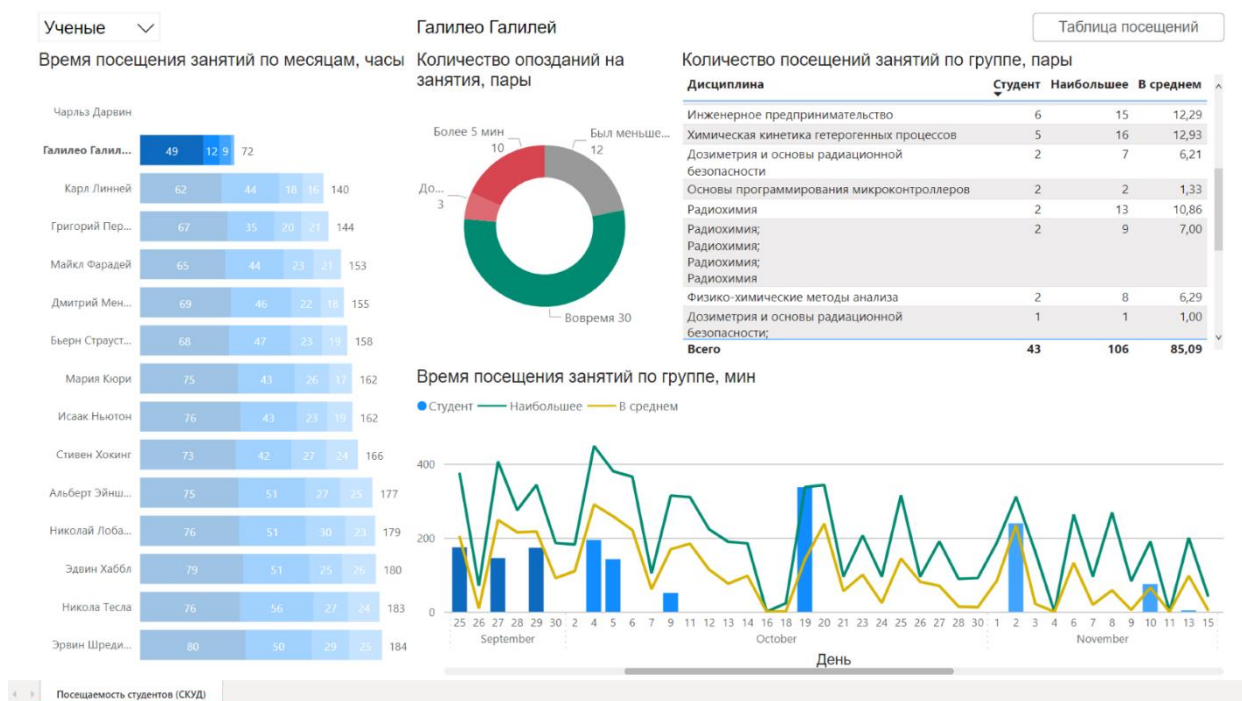 Ученые
Галилео Галилей
Таблица посещений
Время посещения занятий по месяцам, часы
Чарльз Дарвин
Галилео Галил... 49 12 9 72
Карл Линней 62 44 18 16 140
Григорий Пер... 67 35 20 21 144
Майкл Фарадей 65 44 23 21 153
Дмитрий Мен... 69 46 22 18 155
Бьерн Страуст... 68 47 23 19 158
Мария Кюри 75 43 26 17 162
Исаак Ньютон 76 43 23 19 162
Стивен Хокинг 73 42 27 24 166
Альберт Эйнш... 75 51 27 25 177
Николай Лоба... 76 51 30 23 179
Эдвин Хаббл 79 51 25 26 180
Никола Тесла 76 56 27 24 183
Эрвин Шреди... 80 50 29 25 184
Количество опозданий на
занятия, пары
Более 5 мин
10
Был меньше...
12
До...
3
Вовремя 30
Количество посещений занятий по группе, пары
Дисциплина Студент Наибольшее В среднем
Инженерное предпринимательство 6 15 12,29
Химическая кинетика гетерогенных процессов 5 16 12,93
Дозиметрия и основы радиационной 2 7 6,21
безопасности
Основы программирования микроконтроллеров 2 2 1,33
Радиохимия 2 13 10,86
Радиохимия; 2 9 7,00
Радиохимия;
Радиохимия;
Радиохимия
Физико-химические методы анализа 2 8 6,29
Дозиметрия и основы радиационной 1 1 1,00
безопасности;
Всего 43 106 85,09
Время посещения занятий по группе, мин
Студент Наибольшее В среднем
400
200
0
25 26 27 28 29 30 2 4 5 6 7 9 11 12 13 14 16 18 19 20 21 23 24 25 26 27 28 30 1 2 3 4 6 7 8 9 10 11 13 15
September October November
День
Посещаемость студентов (СКУД)